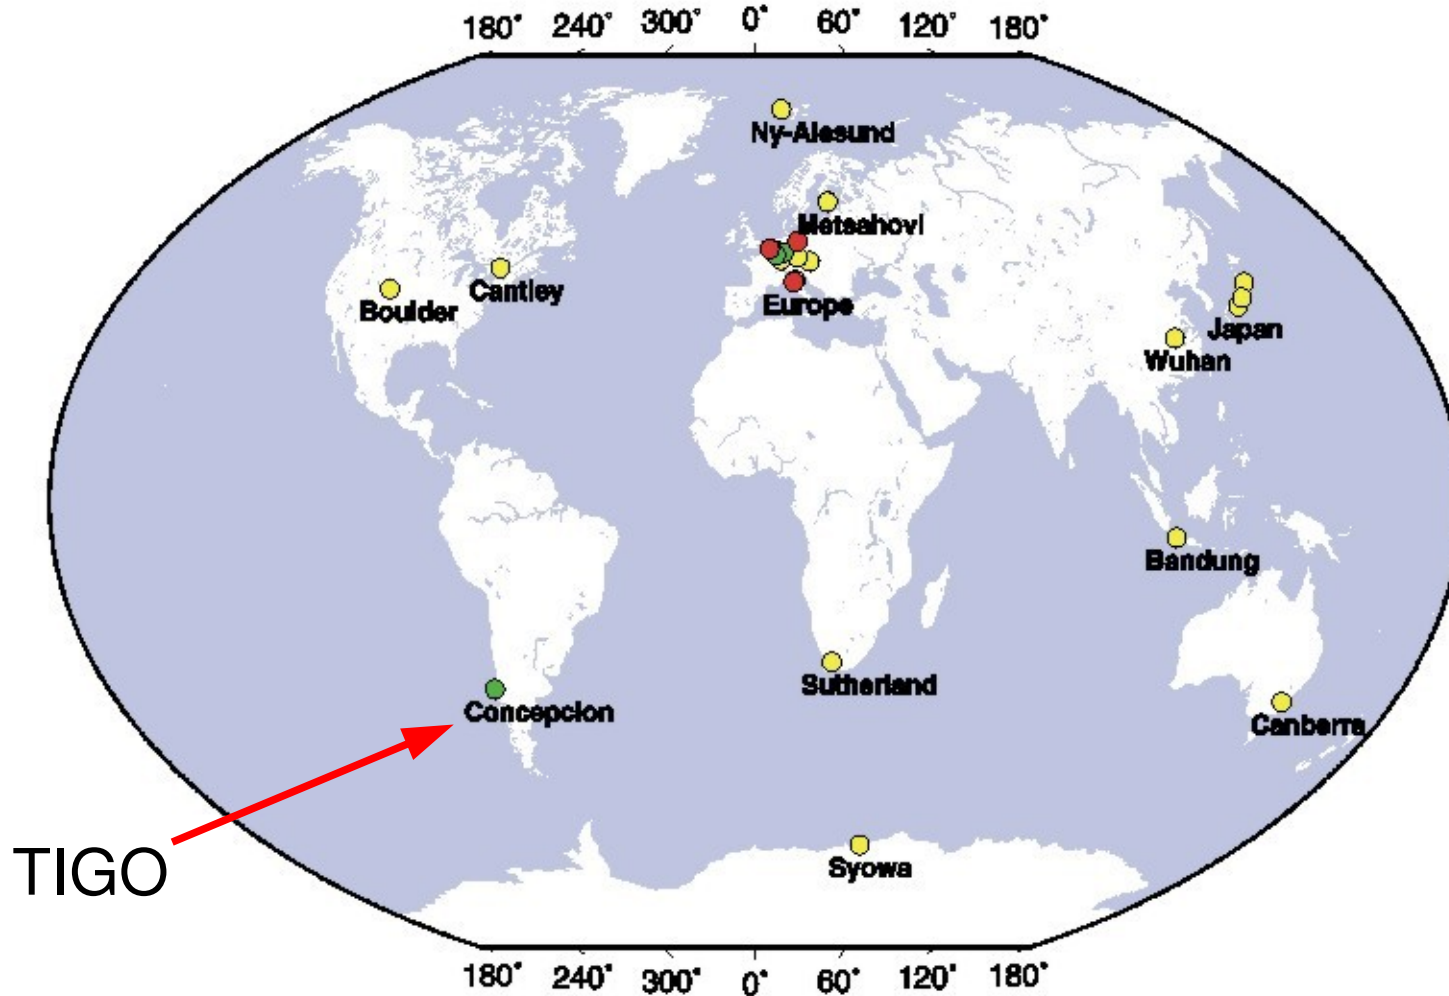 180° 240° 300° 0° 60° 120° 180°
Ny-Alesund
Metsahovi
Cantley
Boulder
Europe
Japan
Wuhan
Bandung
Sutherland
Concepcion
Canberra
TIGO
Syowa
180° 240° 300° 0° 60° 120° 180°